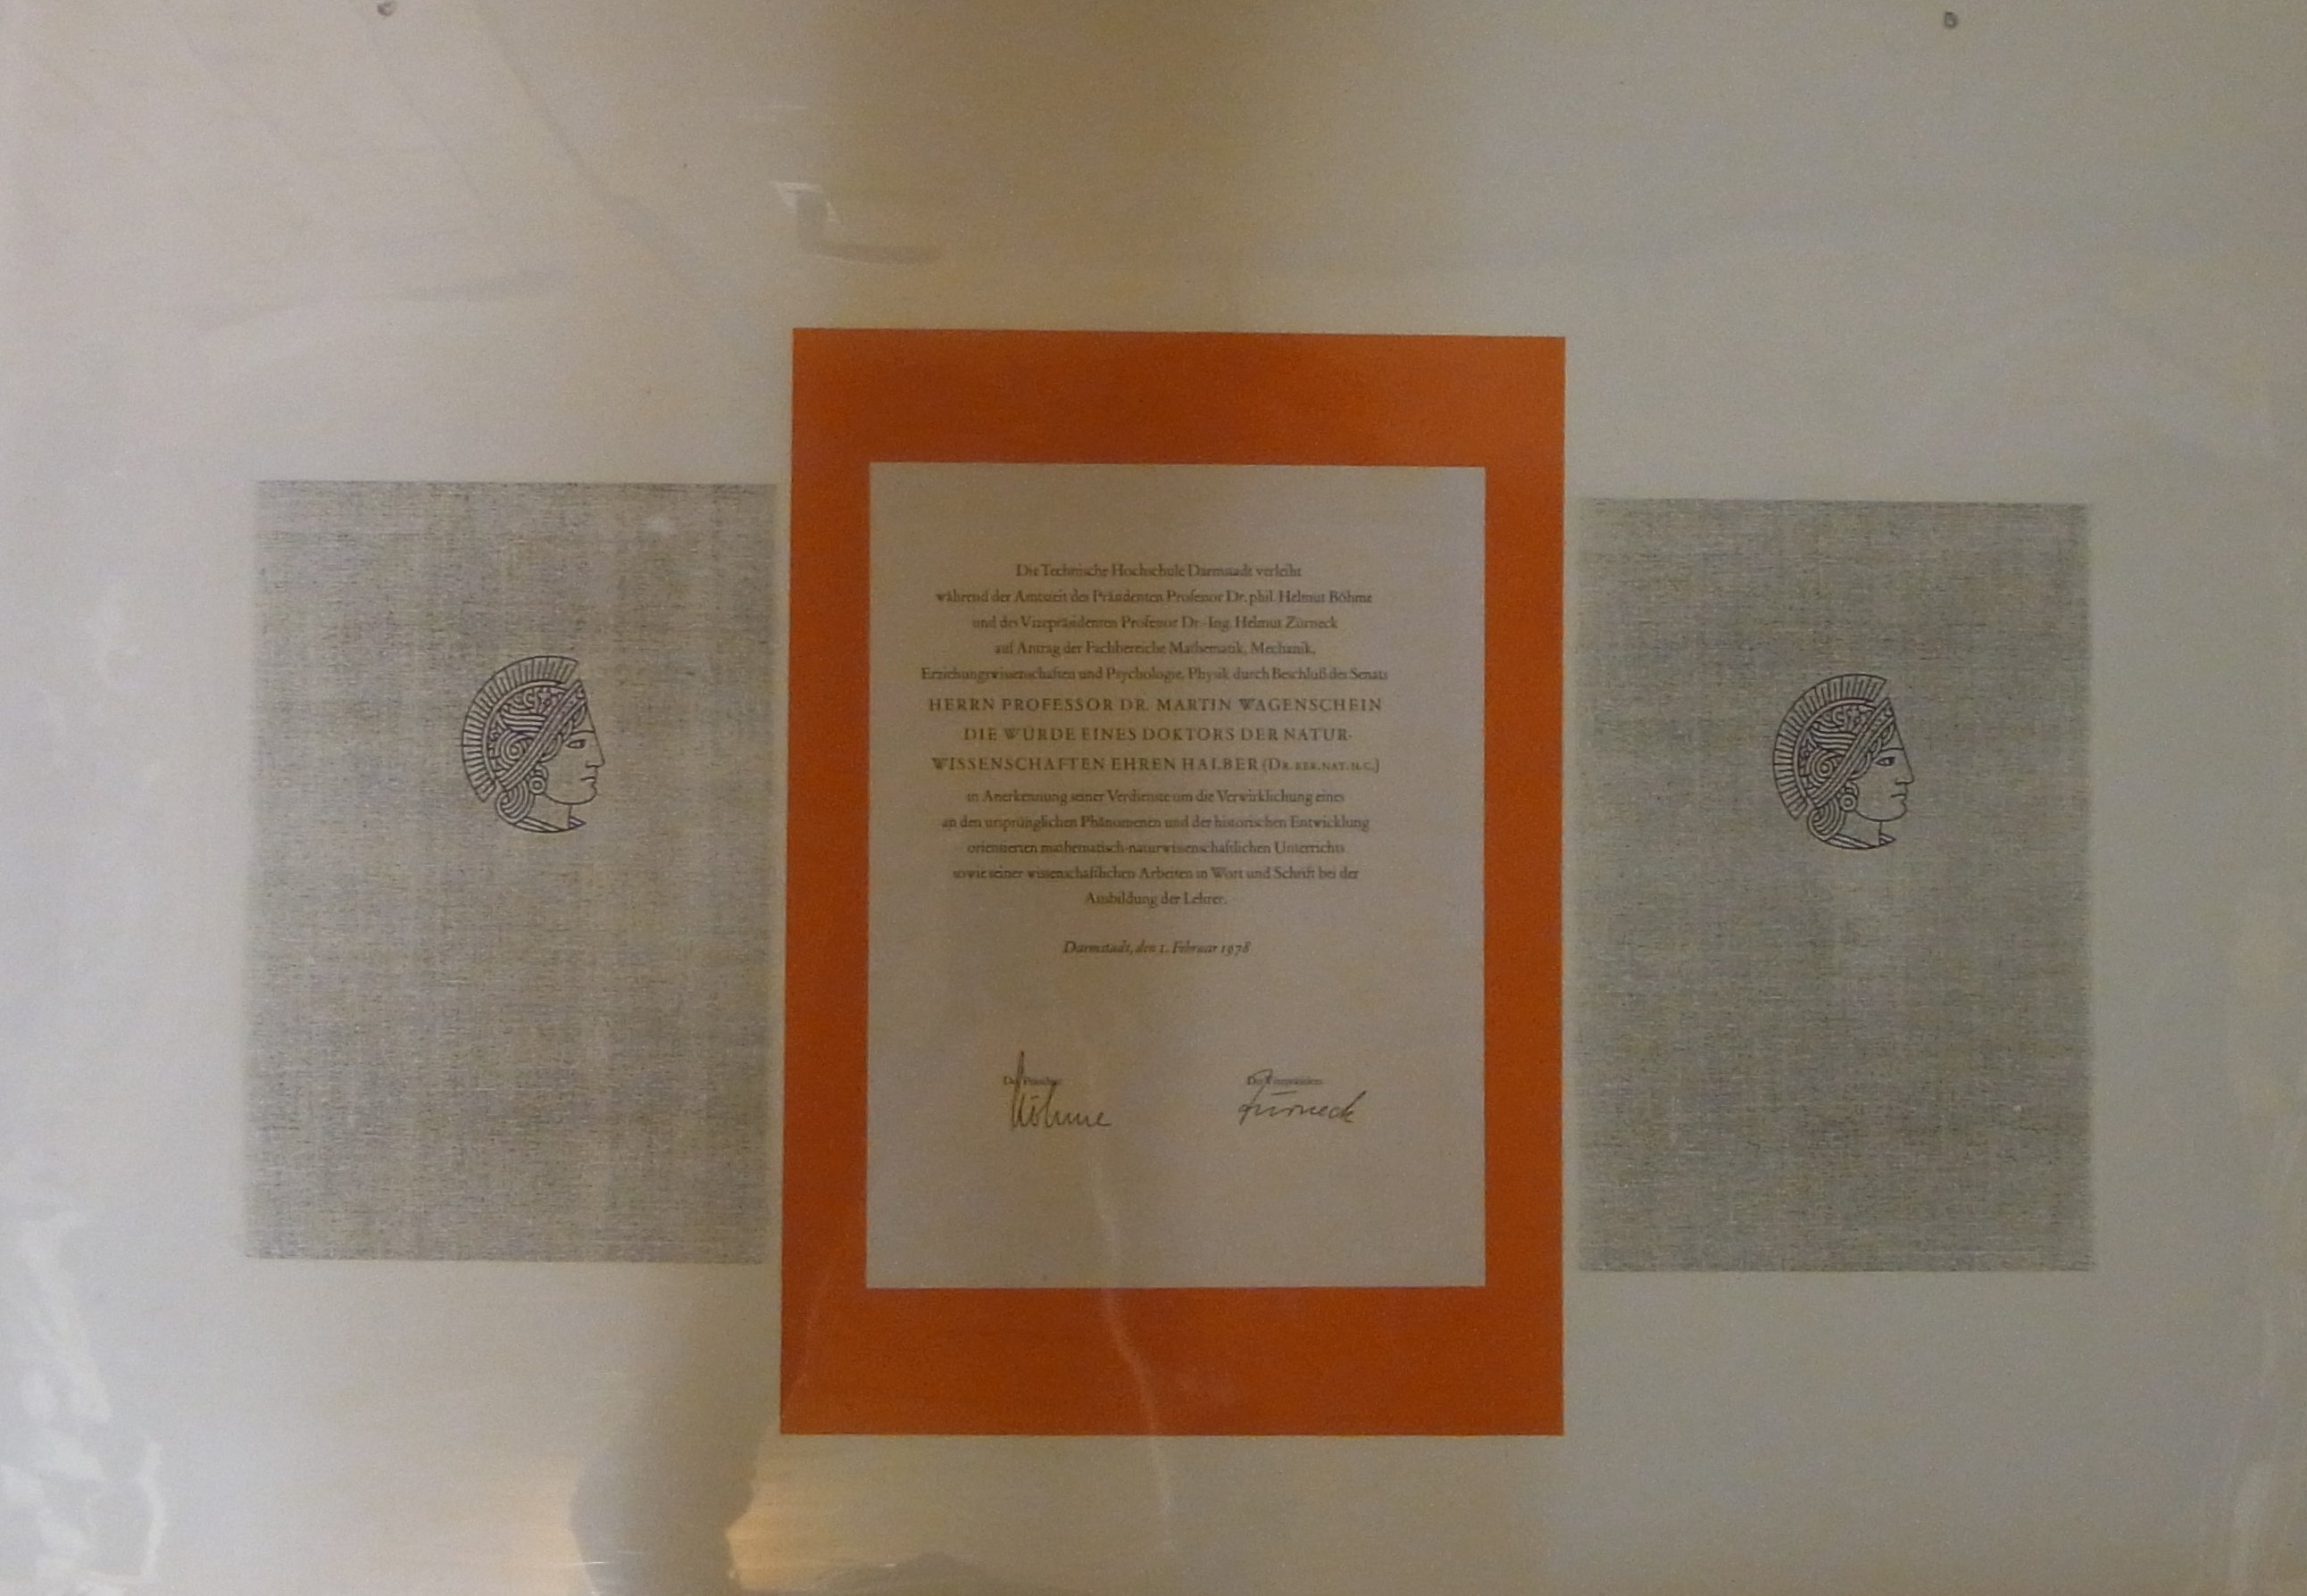 Die Technische Hochschule Darmstadt verleiht
während der Amtszeit des Präsidenten Professor Dr. phil. Helmut Böhme
und des Vizepräsidenten Professor Dr.-Ing. Helmut Zürneck
auf Antrag der Fachbereiche Mathematik, Mechanik,
Erziehungswissenschaften und Psychologie, Physik durch Beschluß des Senats
HERRN PROFESSOR DR. MARTIN WAGENSCHEIN
DIE WÜRDE EINES DOKTORS DER NATUR-
WISSENSCHAFTEN EHREN HALBER (DR. RER. NAT. H. C.)
in Anerkennung seiner Verdienste um die Verwirklichung eines
an den ursprünglichen Phänomenen und der historischen Entwicklung
orientierten mathematisch-naturwissenschaftlichen Unterrichts
sowie seiner wissenschaftlichen Arbeiten in Wort und Schrift bei der
Ausbildung der Lehrer.
Darmstadt, den 1. Februar 1978
Der Präsident Der Vizepräsident
Böhme Zürneck